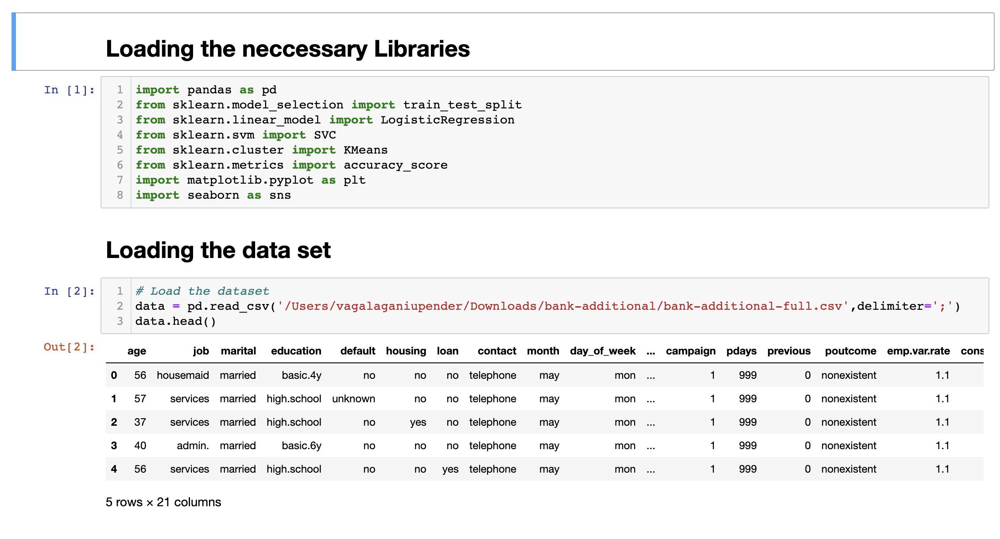 Loading the neccessary Libraries
In [1]:
1 import pandas as pd
2 from sklearn.model_selection import train_test_split
3 from sklearn.linear_model import LogisticRegression
4 from sklearn.svm import SVC
5 from sklearn.cluster import KMeans
6 from sklearn.metrics import accuracy_score
7 import matplotlib.pyplot as plt
8 import seaborn as sns
Loading the data set
In [2]:
1 # Load the dataset
2 data = pd.read_csv('/Users/vagalaganiupender/Downloads/bank-additional/bank-additional-full.csv',delimiter=';')
3 data.head()
Out[2]:
age job marital education default housing loan contact month day_of_week ... campaign pdays previous poutcome emp.var.rate cons
0 56 housemaid married basic.4y no no no telephone may mon ... 1 999 0 nonexistent 1.1
1 57 services married high.school unknown no no telephone may mon ... 1 999 0 nonexistent 1.1
2 37 services married high.school no yes no telephone may mon ... 1 999 0 nonexistent 1.1
3 40 admin. married basic.6y no no no telephone may mon ... 1 999 0 nonexistent 1.1
4 56 services married high.school no no yes telephone may mon ... 1 999 0 nonexistent 1.1
5 rows × 21 columns